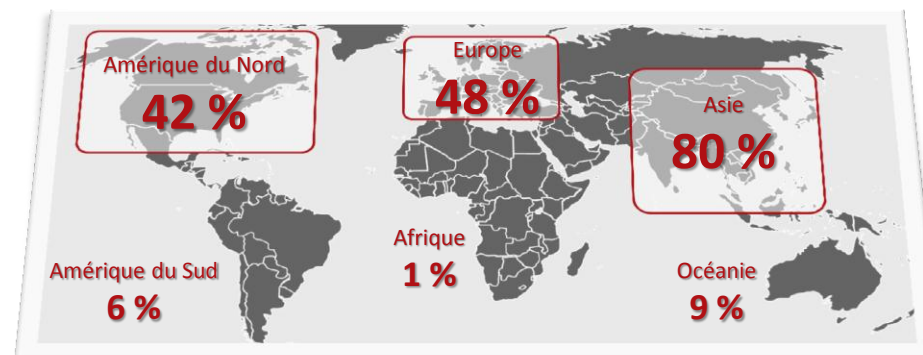 Amérique du Nord
42 %
Europe
48 %
Asie
80 %
Amérique du Sud
6 %
Afrique
1 %
Océanie
9 %